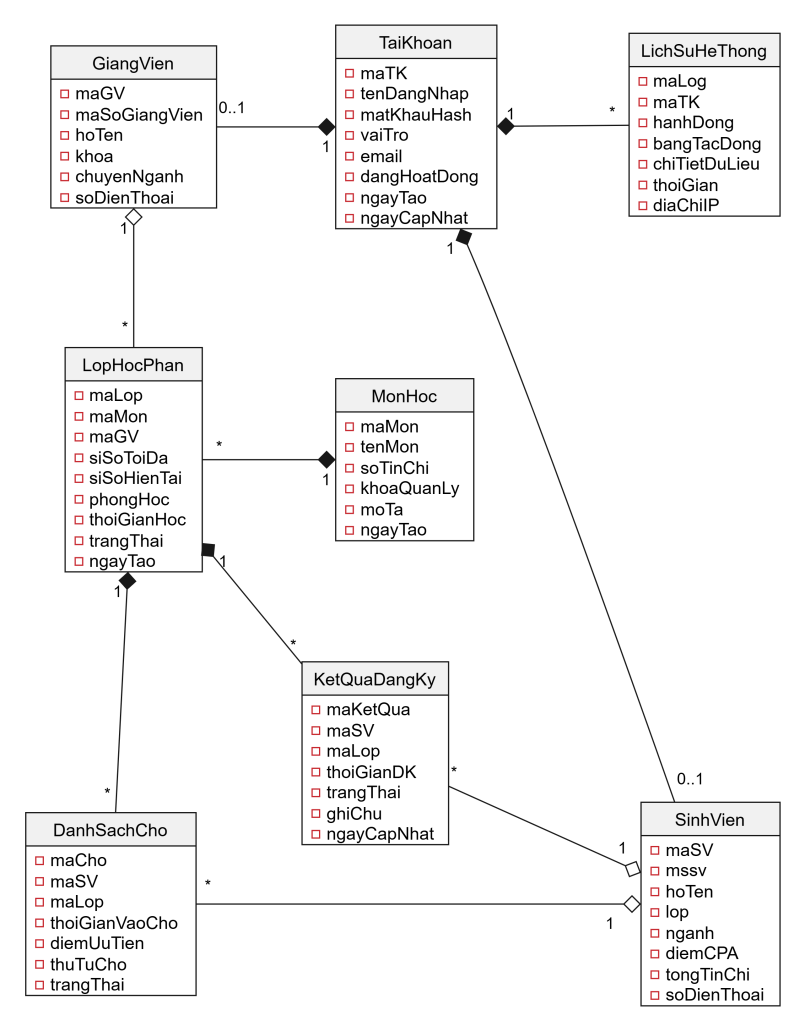 GiangVien
maGV
maSoGiangVien
hoTen
khoa
chuyenNganh
soDienThoai
0..1
1
TaiKhoan
maTK
tenDangNhap
matKhauHash
vaiTro
email
dangHoatDong
ngayTao
ngayCapNhat
1
*
LichSuHeThong
maLog
maTK
hanhDong
bangTacDong
chiTietDuLieu
thoiGian
diaChiIP
1
*
1
0..1
LopHocPhan
maLop
maMon
maGV
siSoToiDa
siSoHienTai
phongHoc
thoiGianHoc
trangThai
ngayTao
*
1
MonHoc
maMon
tenMon
soTinChi
khoaQuanLy
moTa
ngayTao
1
*
1
*
KetQuaDangKy
maKetQua
maSV
maLop
thoiGianDK
trangThai
ghiChu
ngayCapNhat
*
1
DanhSachCho
maCho
maSV
maLop
thoiGianVaoCho
diemUuTien
thuTuCho
trangThai
*
1
SinhVien
maSV
mssv
hoTen
lop
nganh
diemCPA
tongTinChi
soDienThoai